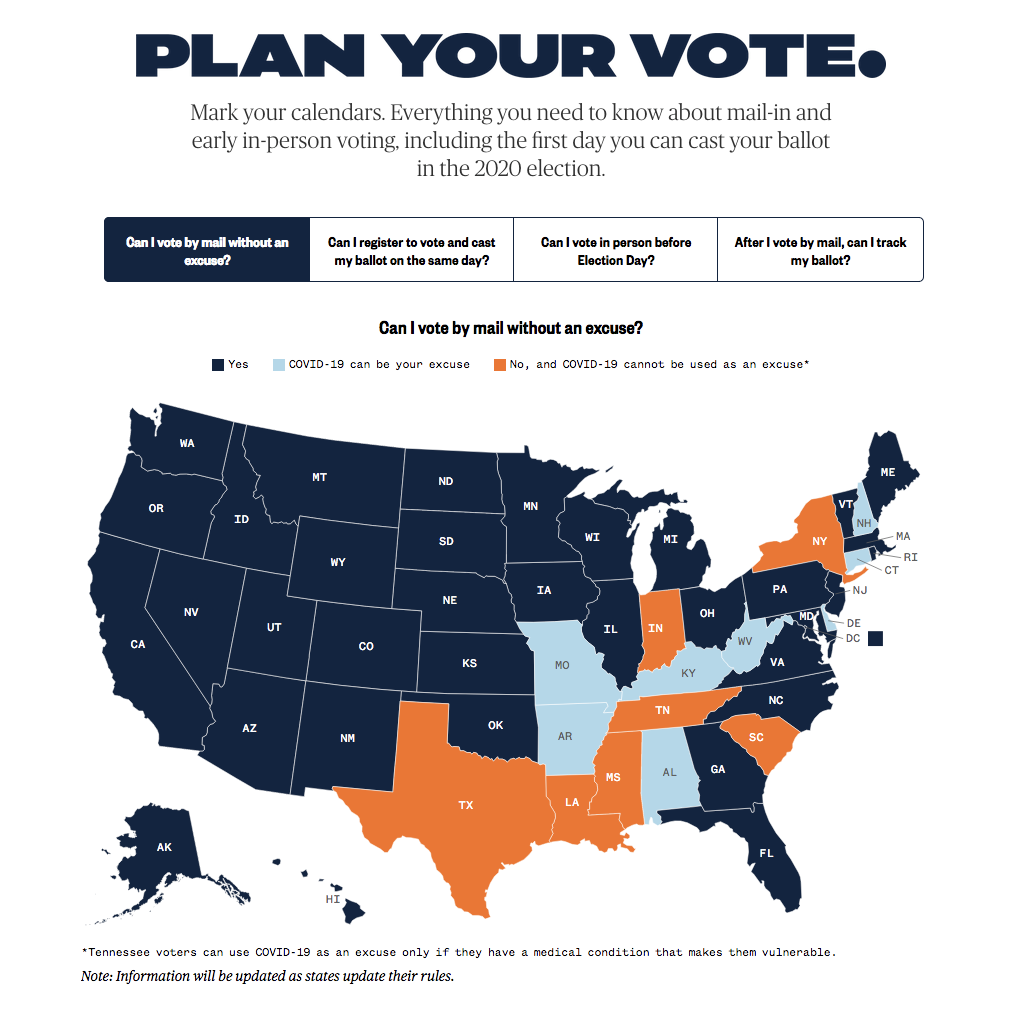 PLAN YOUR VOTE.
Mark your calendars. Everything you need to know about mail-in and
early in-person voting, including the first day you can cast your ballot
in the 2020 election.
Can I vote by mail without an
excuse?
Can I register to vote and cast
my ballot on the same day?
Can I vote in person before
Election Day?
After I vote by mail, can I track
my ballot?
Can I vote by mail without an excuse?
Yes
COVID-19 can be your excuse
No, and COVID-19 cannot be used as an excuse*
WA
MT
ND
MN
ME
OR
ID
SD
WI
MI
VT
NH
NY
MA
RI
CT
WY
NE
IA
PA
NJ
NV
UT
CO
IL
IN
OH
MD
DE
DC
CA
KS
MO
KY
WV
VA
AZ
NM
OK
AR
TN
NC
SC
TX
LA
MS
AL
GA
FL
AK
HI
*Tennessee voters can use COVID-19 as an excuse only if they have a medical condition that makes them vulnerable.
Note: Information will be updated as states update their rules.